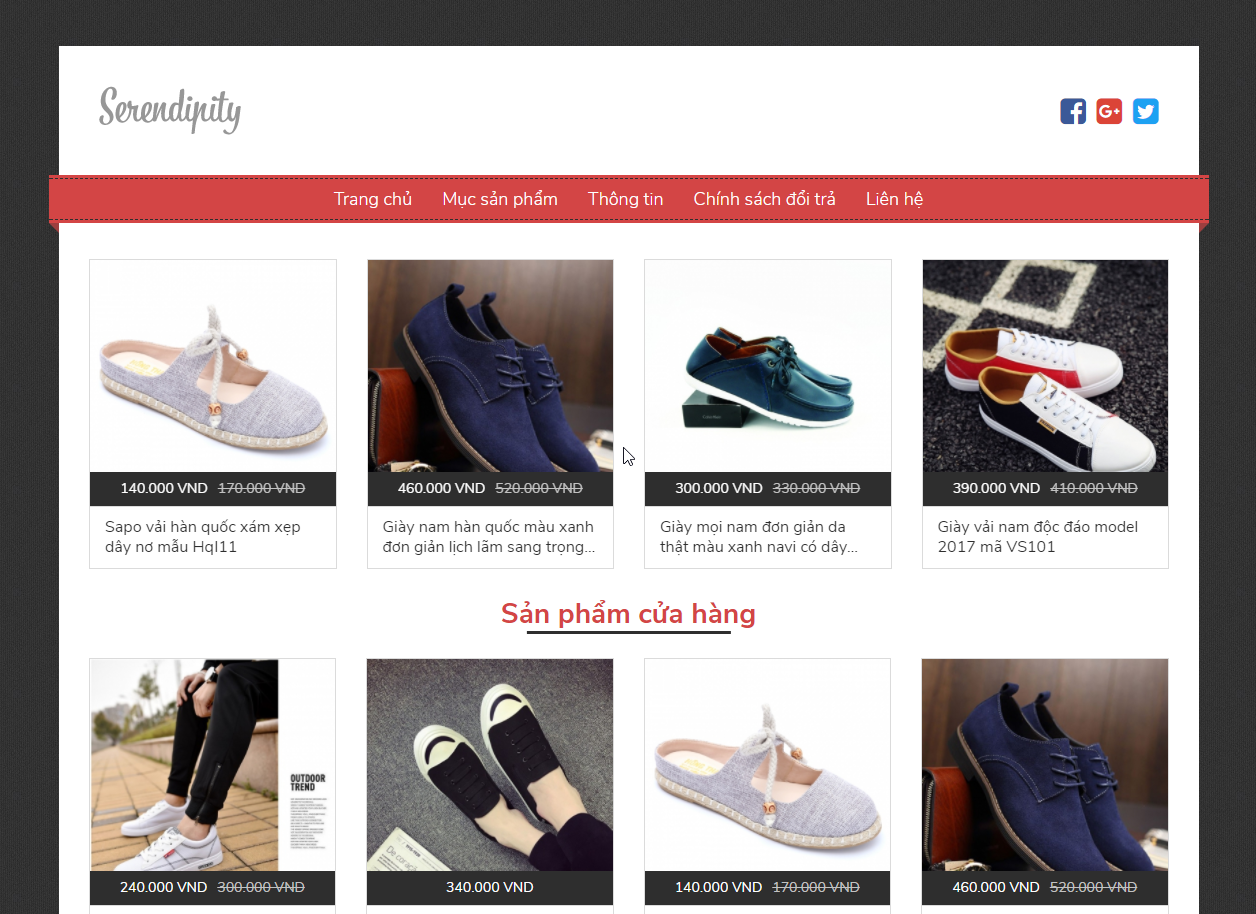 Serendipity
Trang chủ Mục sản phẩm Thông tin Chính sách đổi trả Liên hệ
140.000 VND 170.000 VND
460.000 VND 520.000 VND
300.000 VND 330.000 VND
390.000 VND 410.000 VND
Sapo vải hàn quốc xám xẹp
dây nơ mẫu Hql11
Giày nam hàn quốc màu xanh
đơn giản lịch lãm sang trọng...
Giày mọi nam đơn giản da
thật màu xanh navi có dây...
Giày vải nam độc đáo model
2017 mã VS101
Sản phẩm cửa hàng
OUTDOOR
TREND
240.000 VND 300.000 VND
340.000 VND
140.000 VND 170.000 VND
460.000 VND 520.000 VND